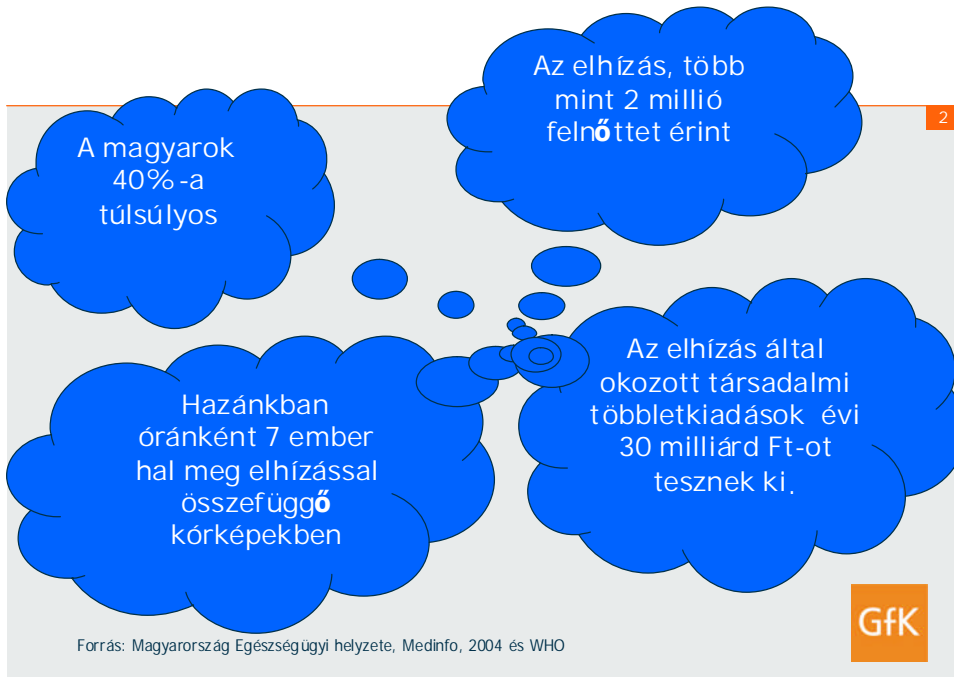 Az elhízás, több
mint 2 millió
felnőttet érint
2
A magyarok
40%-a
túlsúlyos
Hazánkban
óránként 7 ember
hal meg elhízással
összefüggő
kórképekben
Az elhízás által
okozott társadalmi
többletkiadások évi
30 milliárd Ft-ot
tesznek ki.
GfK
Forrás: Magyarország Egészségügyi helyzete, Medinfo, 2004 és WHO